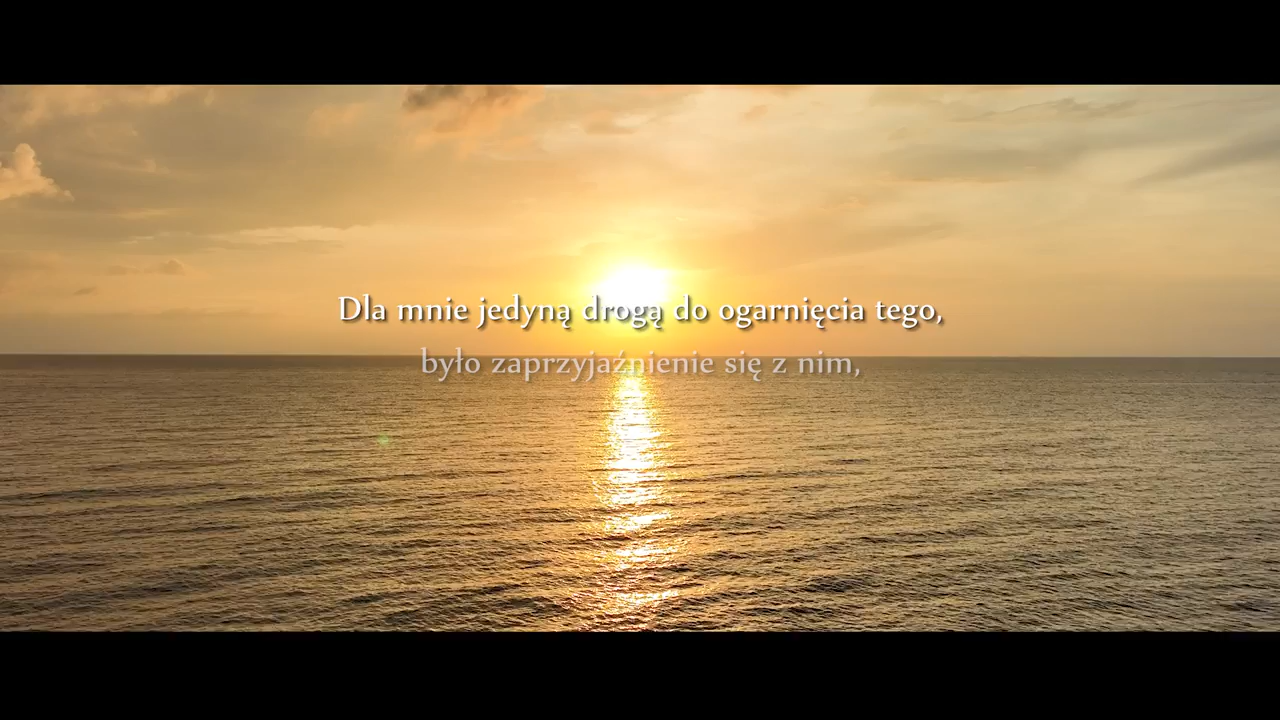 Dla mnie jedyną drogą do ogarnięcia tego,
było zaprzyjaźnienie się z nim,